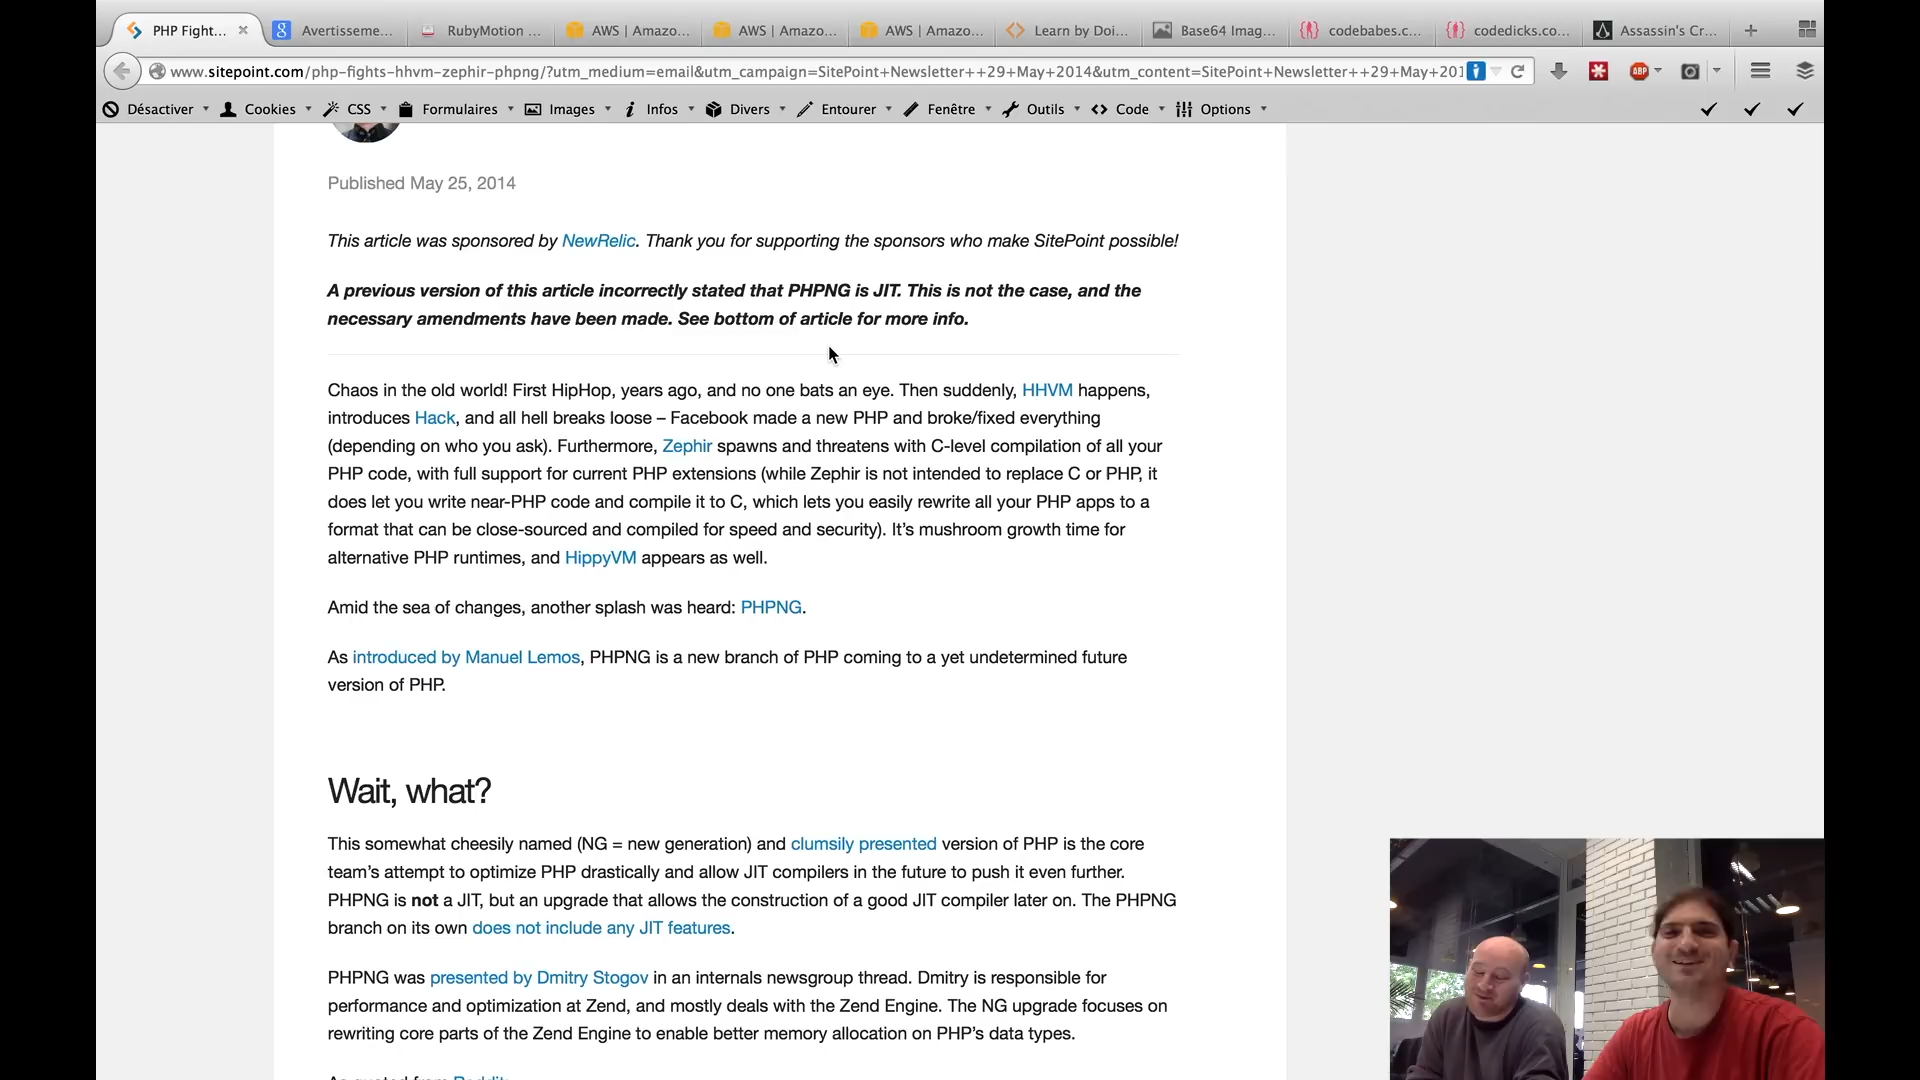 PHP Fight...
Avertisseme...
RubyMotion ...
AWS | Amazo...
AWS | Amazo...
AWS | Amazo...
Learn by Doi...
Base64 Imag...
codebabes.c...
codedicks.co...
Assassin's Cr...
www.sitepoint.com/php-fights-hhvm-zephir-phpng/?utm_medium=email&utm_campaign=SitePoint+Newsletter++29+May+2014&utm_content=SitePoint+Newsletter++29+May+201
ABP
Désactiver
Cookies
CSS
Formulaires
Images
Infos
Divers
Entourer
Fenêtre
Outils
Code
Options
Published May 25, 2014
This article was sponsored by NewRelic. Thank you for supporting the sponsors who make SitePoint possible!
A previous version of this article incorrectly stated that PHPNG is JIT. This is not the case, and the
necessary amendments have been made. See bottom of article for more info.
Chaos in the old world! First HipHop, years ago, and no one bats an eye. Then suddenly, HHVM happens,
introduces Hack, and all hell breaks loose – Facebook made a new PHP and broke/fixed everything
(depending on who you ask). Furthermore, Zephir spawns and threatens with C-level compilation of all your
PHP code, with full support for current PHP extensions (while Zephir is not intended to replace C or PHP, it
does let you write near-PHP code and compile it to C, which lets you easily rewrite all your PHP apps to a
format that can be close-sourced and compiled for speed and security). It's mushroom growth time for
alternative PHP runtimes, and HippyVM appears as well.
Amid the sea of changes, another splash was heard: PHPNG.
As introduced by Manuel Lemos, PHPNG is a new branch of PHP coming to a yet undetermined future
version of PHP.
Wait, what?
This somewhat cheesily named (NG = new generation) and clumsily presented version of PHP is the core
team's attempt to optimize PHP drastically and allow JIT compilers in the future to push it even further.
PHPNG is not a JIT, but an upgrade that allows the construction of a good JIT compiler later on. The PHPNG
branch on its own does not include any JIT features.
PHPNG was presented by Dmitry Stogov in an internals newsgroup thread. Dmitry is responsible for
performance and optimization at Zend, and mostly deals with the Zend Engine. The NG upgrade focuses on
rewriting core parts of the Zend Engine to enable better memory allocation on PHP's data types.